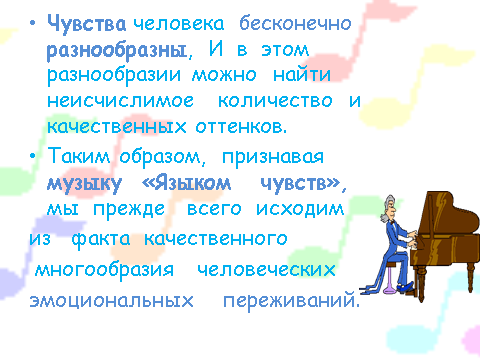 • Чувства человека бесконечно
разнообразны, И в этом
разнообразии можно найти
неисчислимое количество и
качественных оттенков.
• Таким образом, признавая
музыку «Языком чувств»,
мы прежде всего исходим
из факта качественного
многообразия человеческих
эмоциональных переживаний.